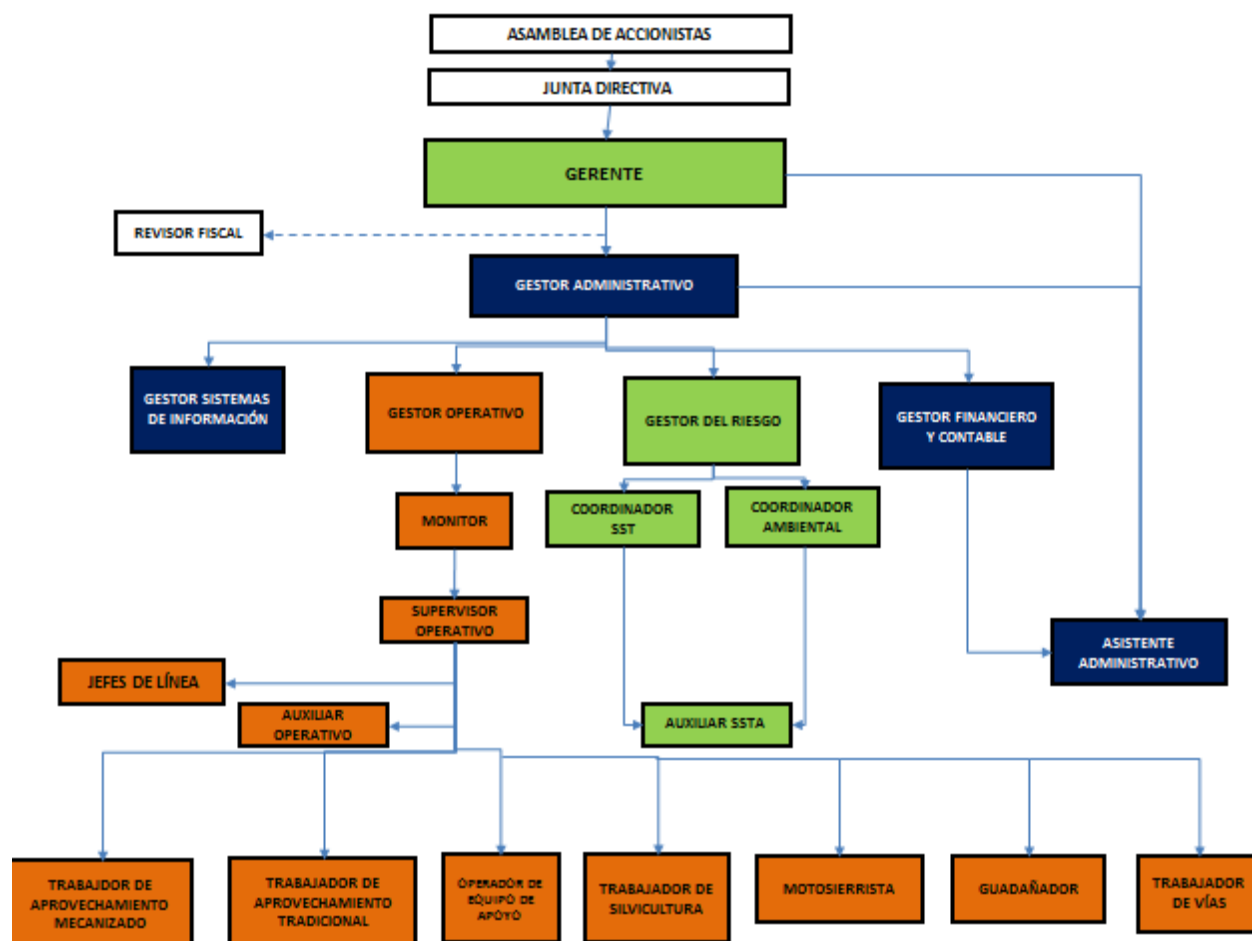 ASAMBLEA DE ACCIONISTAS
JUNTA DIRECTIVA
GERENTE
REVISOR FISCAL
GESTOR ADMINISTRATIVO
GESTOR SISTEMAS
DE INFORMACIÓN
GESTOR OPERATIVO
GESTOR DEL RIESGO
GESTOR FINANCIERO
Y CONTABLE
MONITOR
COORDINADOR
SST
COORDINADOR
AMBIENTAL
SUPERVISOR
OPERATIVO
ASISTENTE
ADMINISTRATIVO
JEFES DE LÍNEA
AUXILIAR
OPERATIVO
AUXILIAR SSTA
TRABAJDOR DE
APROVECHAMIENTO
MECANIZADO
TRABAJADOR DE
APROVECHAMIENTO
TRADICIONAL
OPERADOR DE
EQUIPO DE
APOYO
TRABAJADOR DE
SILVICULTURA
MOTOSIERRISTA
GUADAÑADOR
TRABAJADOR
DE VÍAS